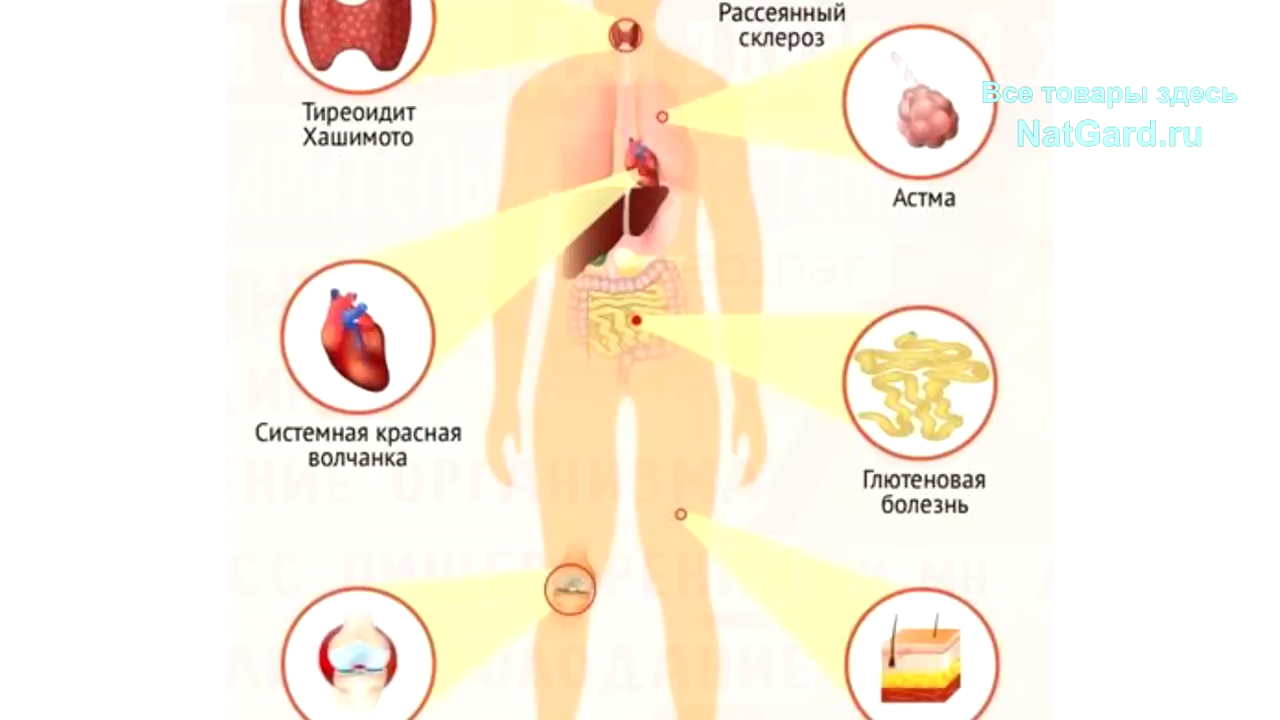 Рассеянный
склероз
Все товары здесь
NatGard.ru
Тиреоидит
Хашимото
Астма
Системная красная
волчанка
Глютеновая
болезнь